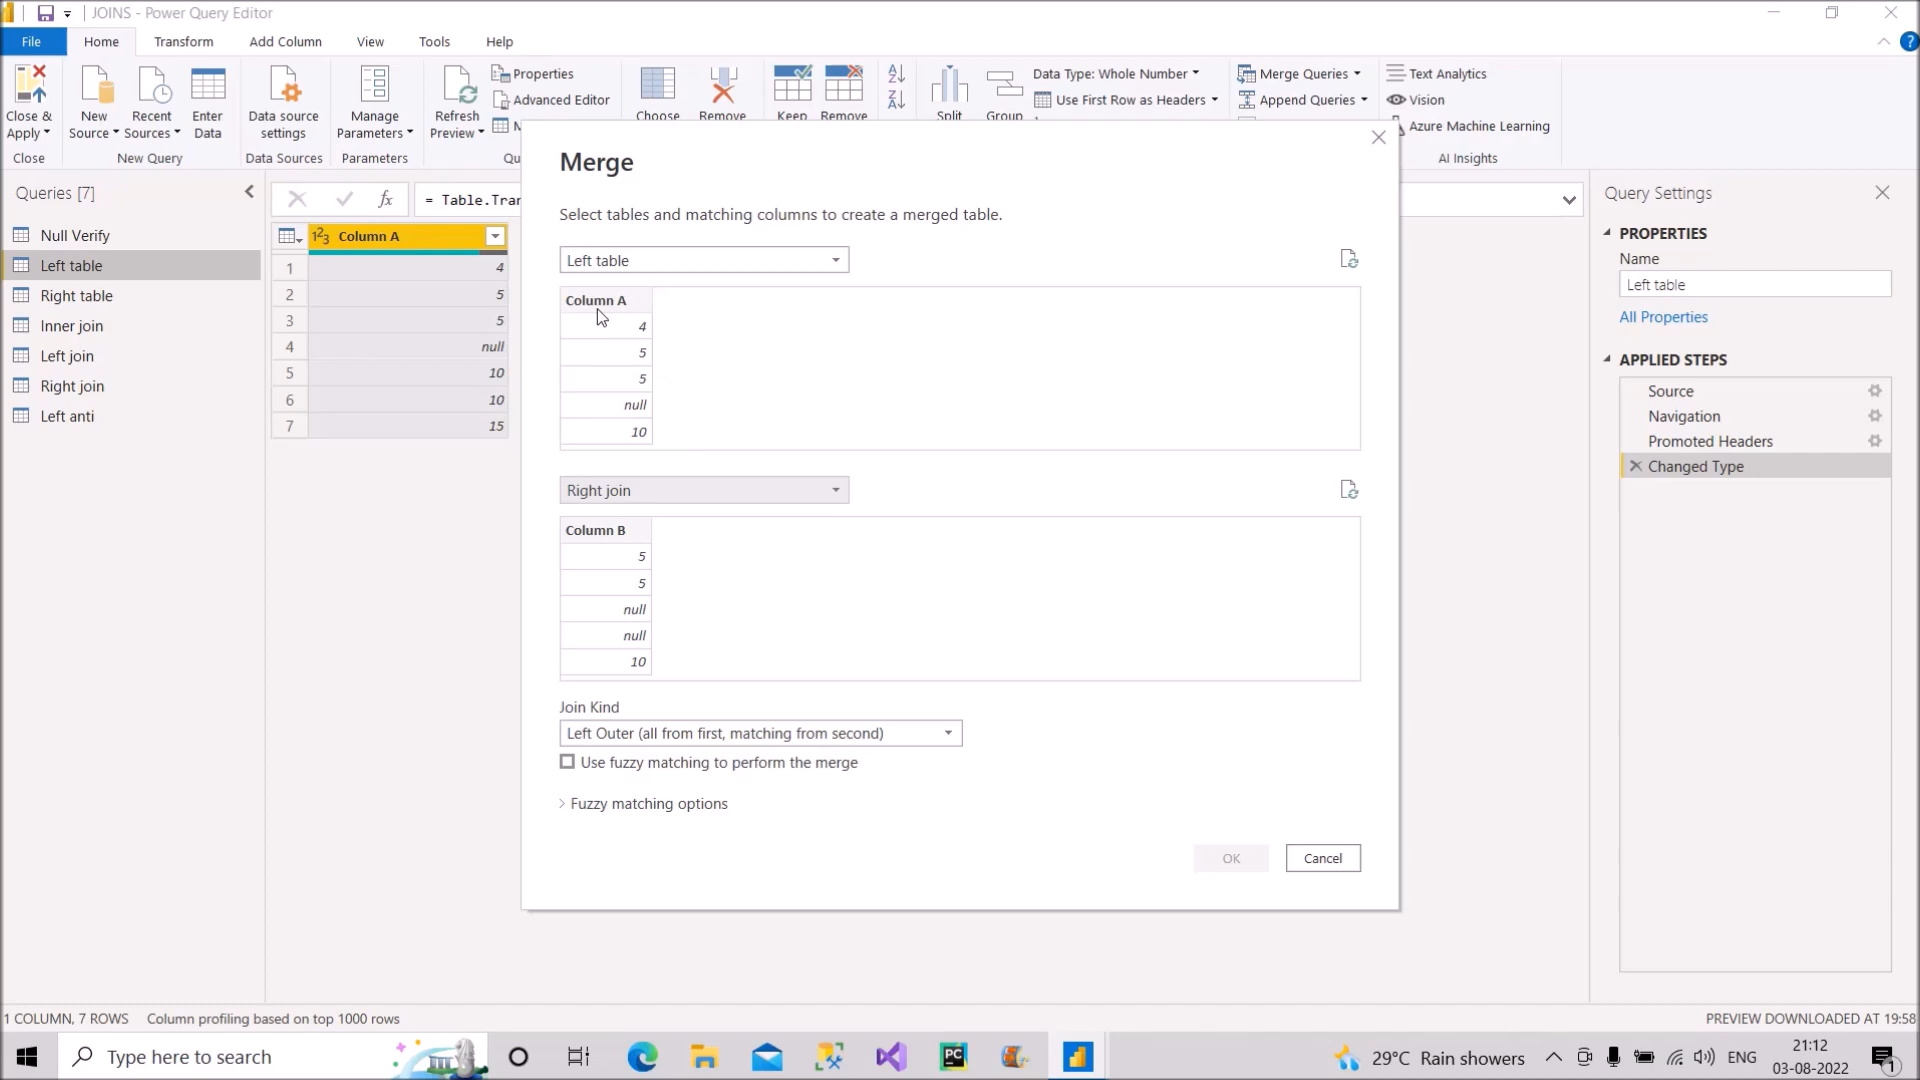 JOINS - Power Query Editor
File
Home
Transform
Add Column
View
Tools
Help
Close &
Apply
New
Source
Recent
Sources
Enter
Data
Data source
settings
Manage
Parameters
Refresh
Preview
Properties
Advanced Editor
Choose
Remove
Keep
Remove
Split
Group
Data Type: Whole Number
Use First Row as Headers
Merge Queries
Append Queries
Text Analytics
Vision
Azure Machine Learning
Close
New Query
Data Sources
Parameters
AI Insights
Queries [7]
Null Verify
Left table
Right table
Inner join
Left join
Right join
Left anti
fx
= Table.Tran
1²3 Column A
1 4
2 5
3 5
4 null
5 10
6 10
7 15
Merge
Select tables and matching columns to create a merged table.
Left table
Column A
4
5
5
null
10
Right join
Column B
5
5
null
null
10
Join Kind
Left Outer (all from first, matching from second)
Use fuzzy matching to perform the merge
Fuzzy matching options
OK
Cancel
Query Settings
PROPERTIES
Name
Left table
All Properties
APPLIED STEPS
Source
Navigation
Promoted Headers
Changed Type
1 COLUMN, 7 ROWS
Column profiling based on top 1000 rows
PREVIEW DOWNLOADED AT 19:58
Type here to search
PC
29°C Rain showers
ENG
21:12
03-08-2022
1